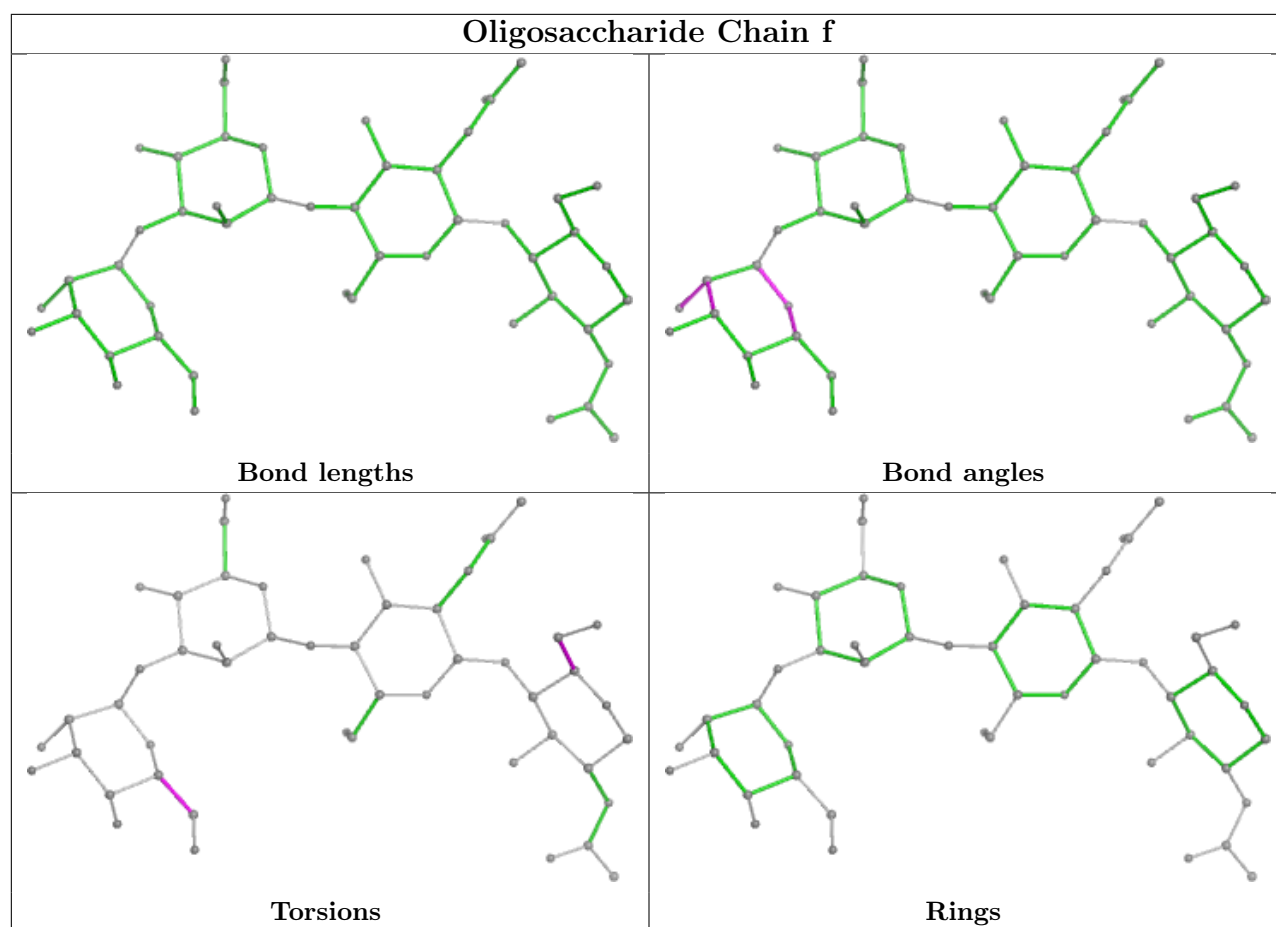 Oligosaccharide Chain f
Bond lengths
Bond angles
Torsions
Rings